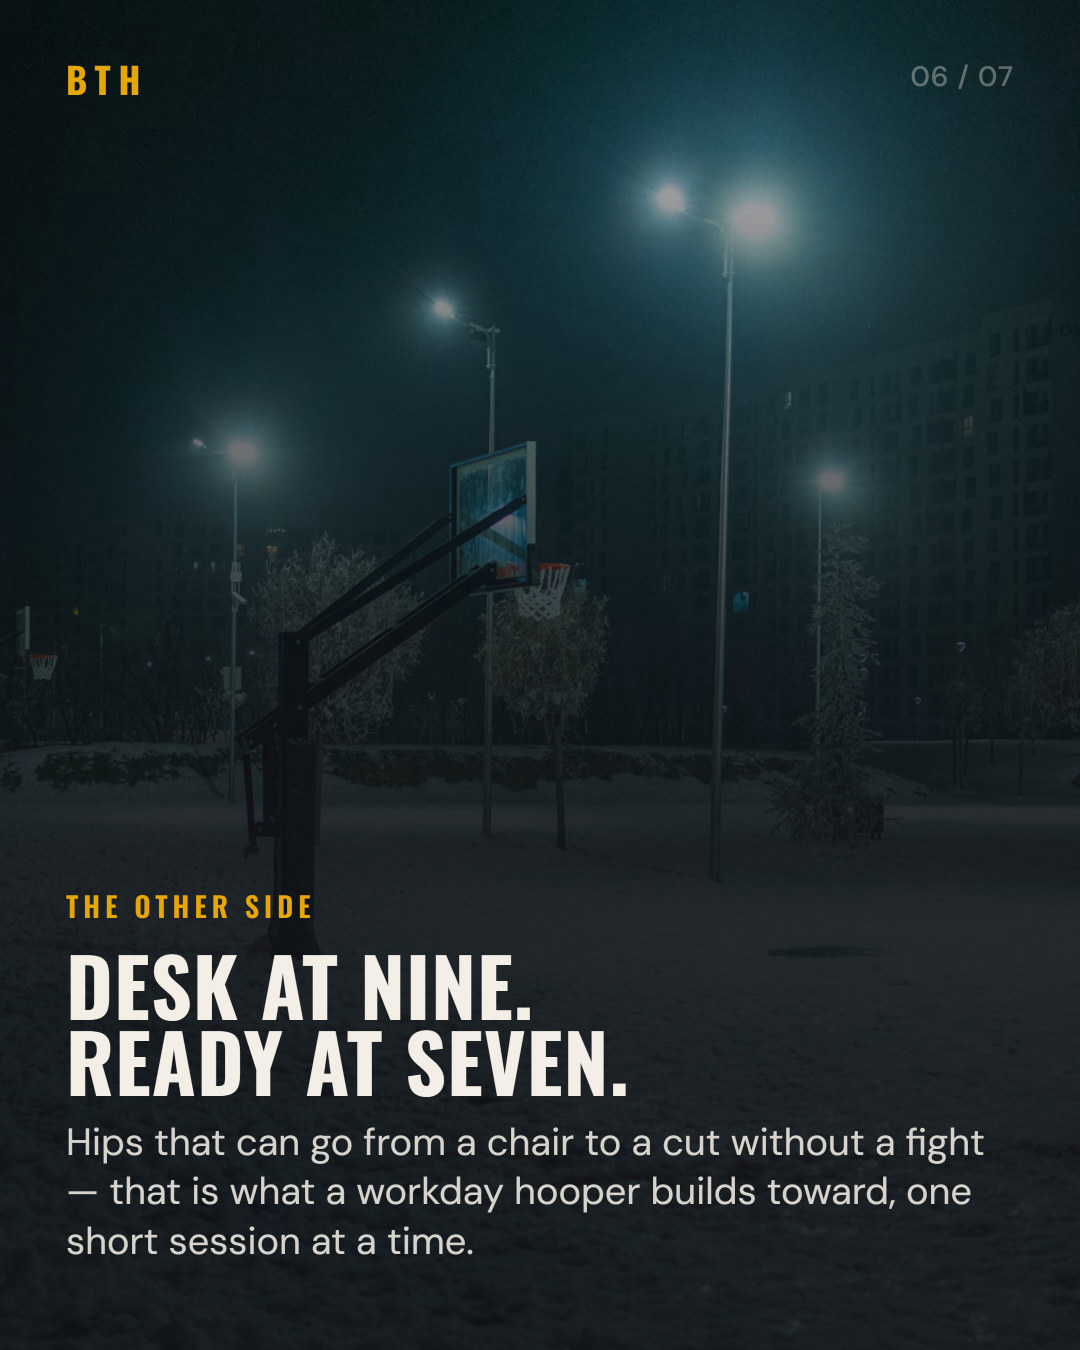 BTH
06 / 07
THE OTHER SIDE
DESK AT NINE.
READY AT SEVEN.
Hips that can go from a chair to a cut without a fight
— that is what a workday hooper builds toward, one
short session at a time.